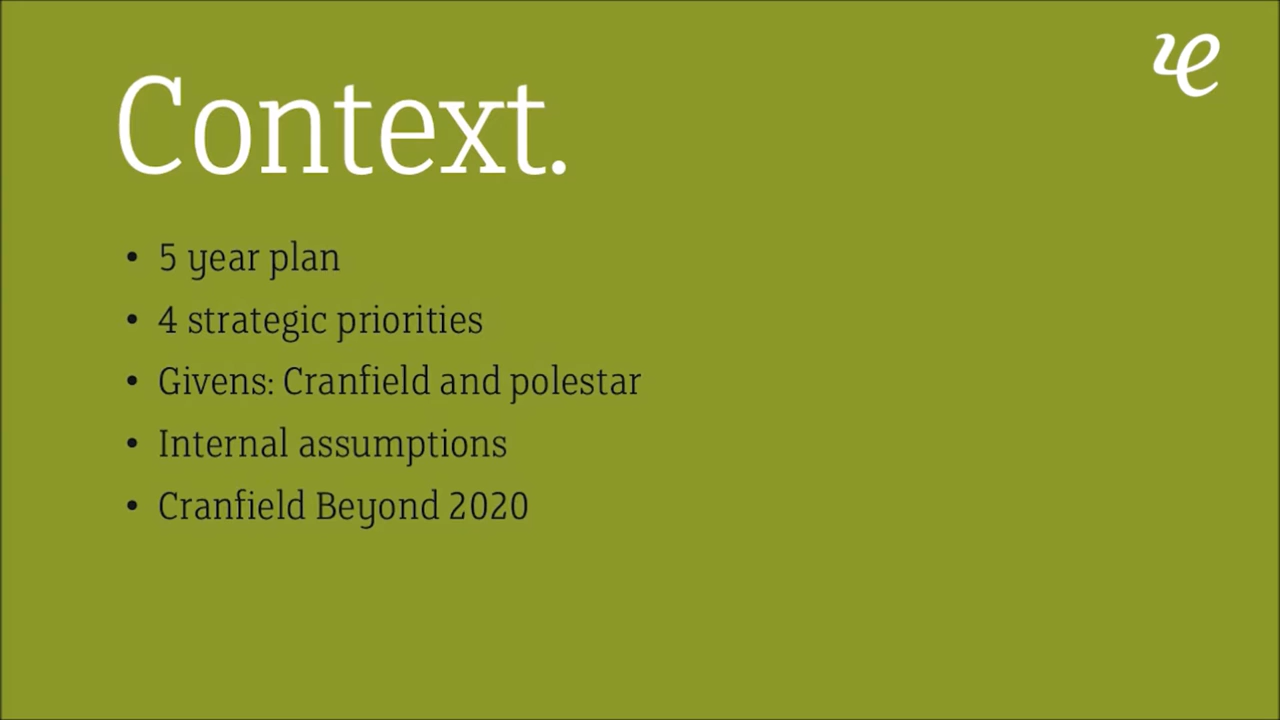 Context.
• 5 year plan
• 4 strategic priorities
• Givens: Cranfield and polestar
• Internal assumptions
• Cranfield Beyond 2020